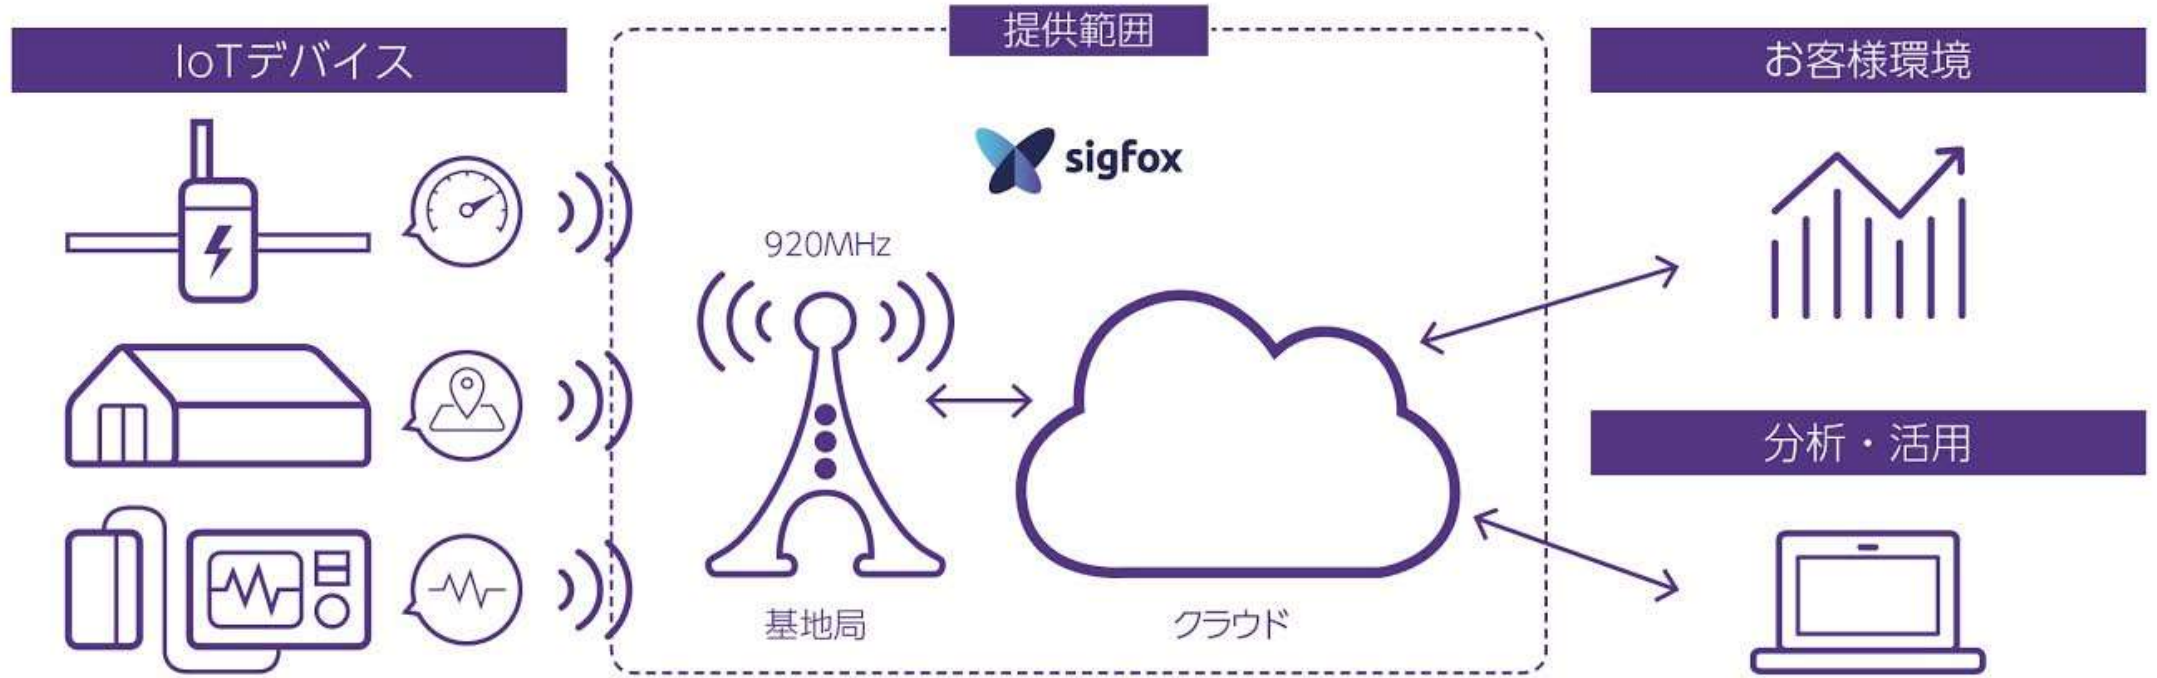 IoTデバイス
提供範囲
sigfox
920MHz
基地局
クラウド
お客様環境
分析・活用